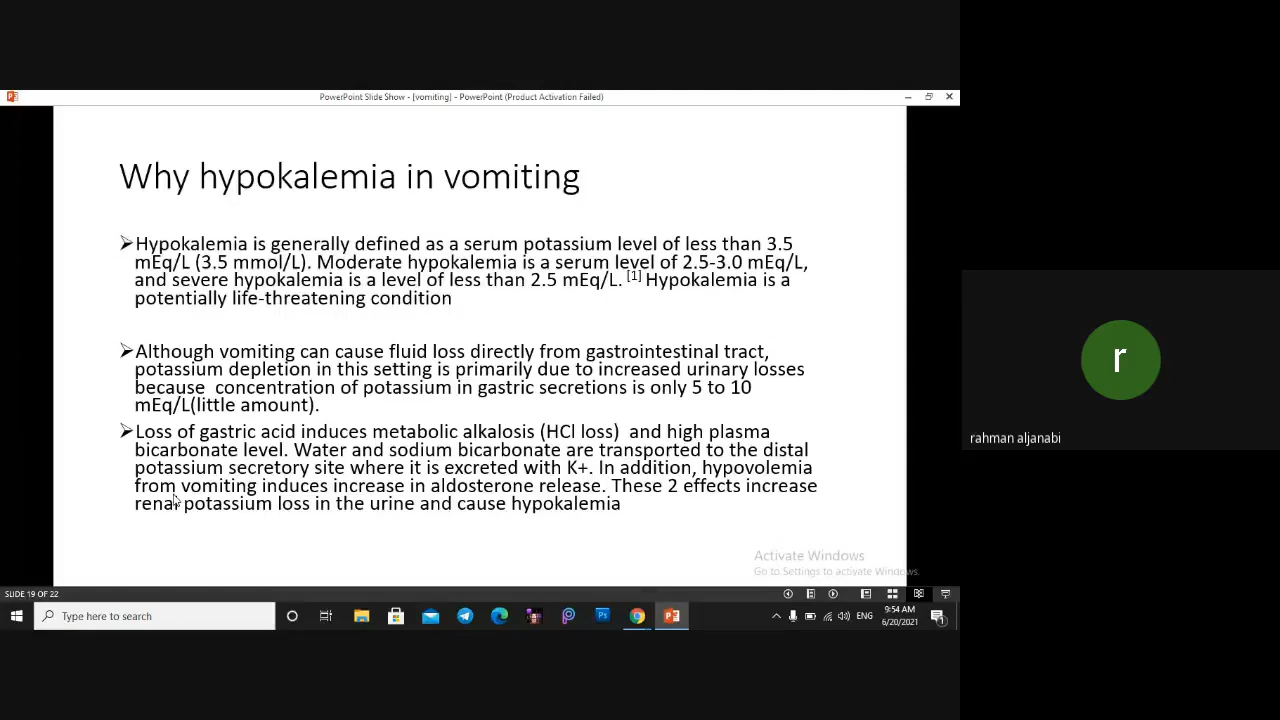 PowerPoint Slide Show - [vomiting] - PowerPoint (Product Activation Failed)
Why hypokalemia in vomiting
➢Hypokalemia is generally defined as a serum potassium level of less than 3.5
mEq/L (3.5 mmol/L). Moderate hypokalemia is a serum level of 2.5-3.0 mEq/L,
and severe hypokalemia is a level of less than 2.5 mEq/L. [1] Hypokalemia is a
potentially life-threatening condition
➢Although vomiting can cause fluid loss directly from gastrointestinal tract,
potassium depletion in this setting is primarily due to increased urinary losses
because concentration of potassium in gastric secretions is only 5 to 10
mEq/L(little amount).
➢Loss of gastric acid induces metabolic alkalosis (HCl loss) and high plasma
bicarbonate level. Water and sodium bicarbonate are transported to the distal
potassium secretory site where it is excreted with K+. In addition, hypovolemia
from vomiting induces increase in aldosterone release. These 2 effects increase
renal potassium loss in the urine and cause hypokalemia
Activate Windows
Go to Settings to activate Windows.
SLIDE 19 OF 22
Type here to search
Ps
ENG
9:54 AM
6/20/2021
1
r
rahman aljanabi